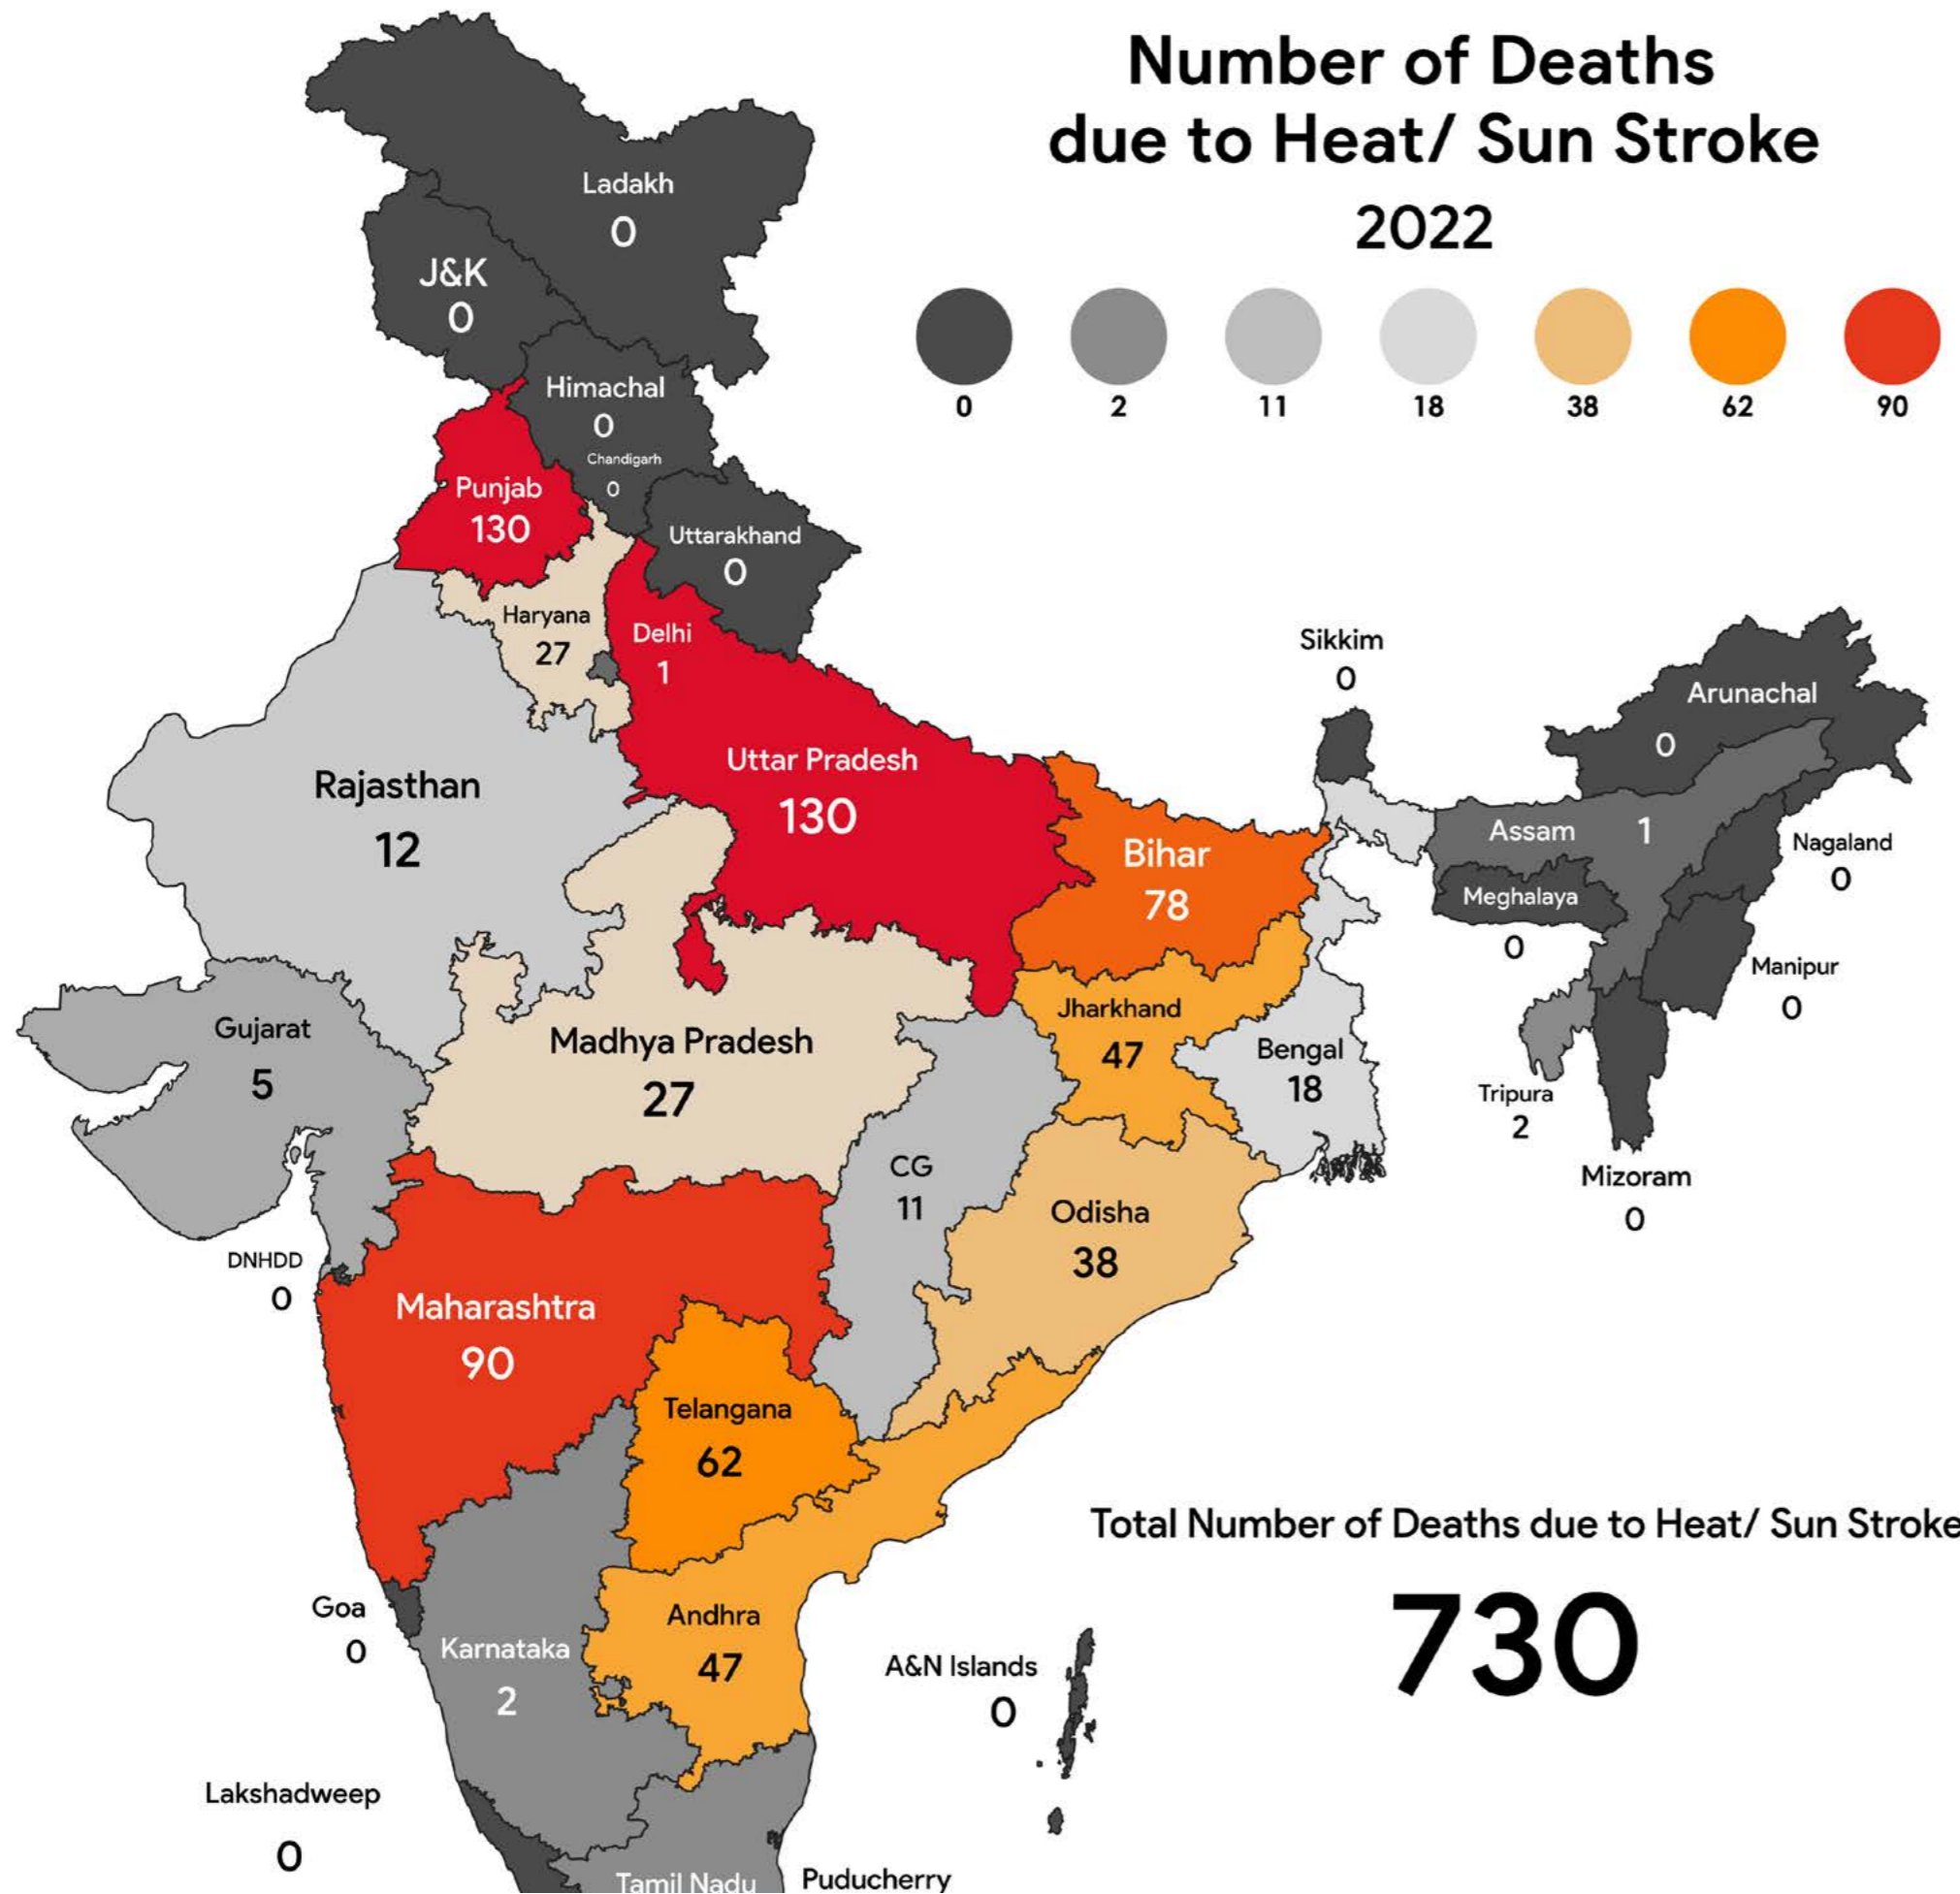 Number of Deaths
due to Heat/ Sun Stroke
2022
0 2 11 18 38 62 90
Ladakh
0
J&K
0
Himachal
0
Chandigarh
0
Punjab
130
Uttarakhand
0
Haryana
27
Delhi
1
Sikkim
0
Arunachal
0
Uttar Pradesh
130
Rajasthan
12
Bihar
78
Assam 1
Nagaland
0
Meghalaya
0
Manipur
0
Jharkhand
47
Gujarat
5
Madhya Pradesh
27
Bengal
18
Tripura
2
CG
11
Mizoram
0
Odisha
38
DNHDD
0
Maharashtra
90
Telangana
62
Total Number of Deaths due to Heat/ Sun Stroke
730
Goa
0
Andhra
47
Karnataka
2
A&N Islands
0
Lakshadweep
0
Tamil Nadu
Puducherry